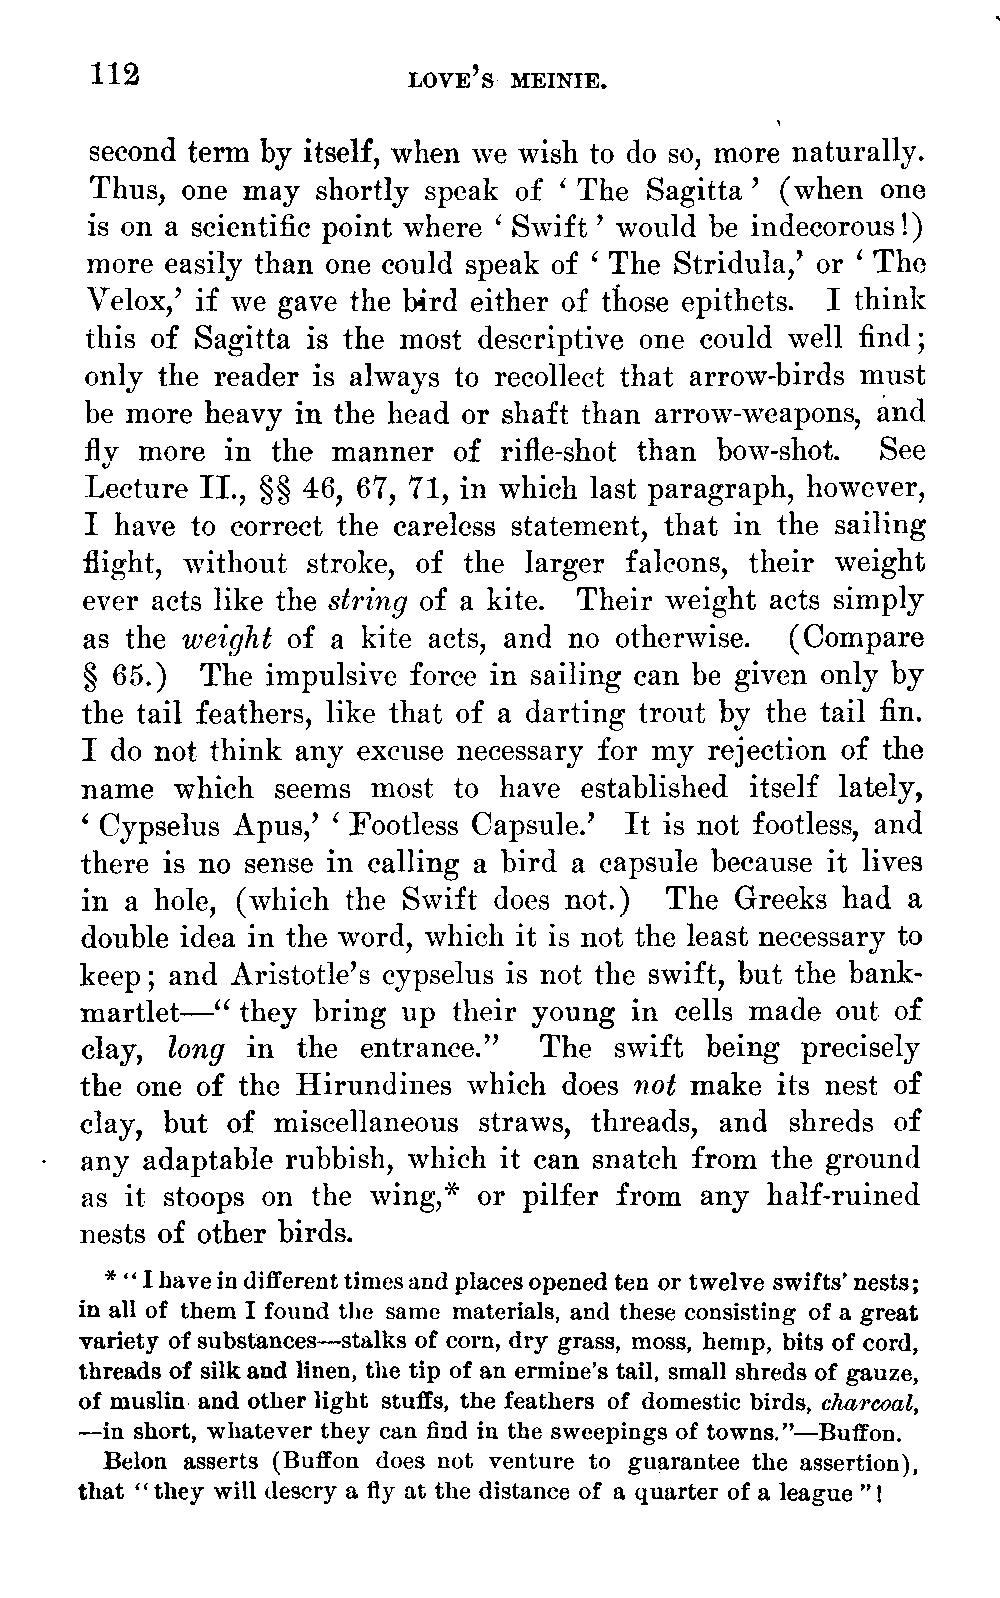 112
LOVE'S MEINIE.
second term by itself, when we wish to do so, more naturally.
Thus, one may shortly speak of ‘ The Sagitta ’ (when one
is on a scientific point where ‘ Swift ’ would be indecorous!)
more easily than one could speak of ‘ The Stridula,’ or ‘ The
Velox,’ if we gave the bird either of those epithets. I think
this of Sagitta is the most descriptive one could well find;
only the reader is always to recollect that arrow-birds must
be more heavy in the head or shaft than arrow-weapons, and
fly more in the manner of rifle-shot than bow-shot. See
Lecture II., §§ 46, 67, 71, in which last paragraph, however,
I have to correct the careless statement, that in the sailing
flight, without stroke, of the larger falcons, their weight
ever acts like the string of a kite. Their weight acts simply
as the weight of a kite acts, and no otherwise. (Compare
§ 65.) The impulsive force in sailing can be given only by
the tail feathers, like that of a darting trout by the tail fin.
I do not think any excuse necessary for my rejection of the
name which seems most to have established itself lately,
‘ Cypselus Apus,’ ‘ Footless Capsule.’ It is not footless, and
there is no sense in calling a bird a capsule because it lives
in a hole, (which the Swift does not.) The Greeks had a
double idea in the word, which it is not the least necessary to
keep; and Aristotle’s cypselus is not the swift, but the bank-
martlet—“ they bring up their young in cells made out of
clay, long in the entrance.” The swift being precisely
the one of the Hirundines which does not make its nest of
clay, but of miscellaneous straws, threads, and shreds of
any adaptable rubbish, which it can snatch from the ground
as it stoops on the wing,* or pilfer from any half-ruined
nests of other birds.
* “ I have in different times and places opened ten or twelve swifts’ nests;
in all of them I found the same materials, and these consisting of a great
variety of substances—stalks of corn, dry grass, moss, hemp, bits of cord,
threads of silk and linen, the tip of an ermine’s tail, small shreds of gauze,
of muslin and other light stuffs, the feathers of domestic birds, charcoal,
—in short, whatever they can find in the sweepings of towns.”—Buffon.
Belon asserts (Buffon does not venture to guarantee the assertion),
that “they will descry a fly at the distance of a quarter of a league ”!